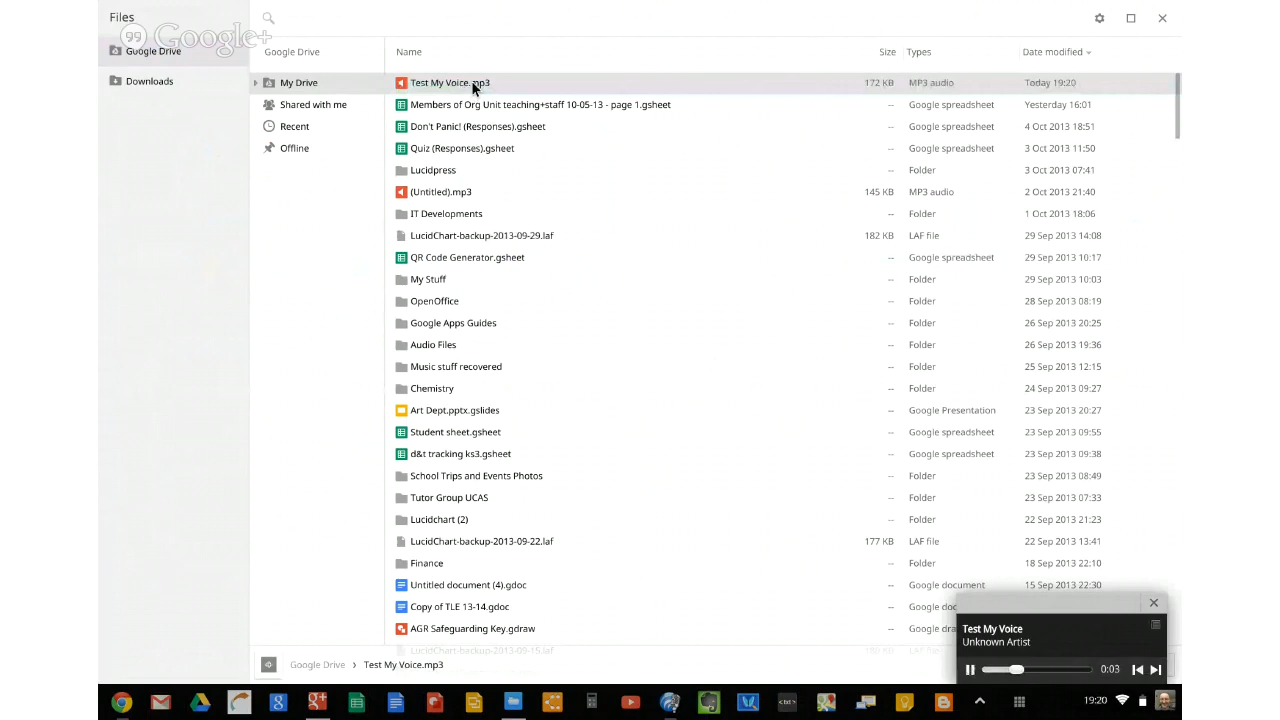 Files
Google+
Google Drive
Downloads
Google Drive
My Drive
Shared with me
Recent
Offline
Name Size Types Date modified
Test My Voice.mp3 172 KB MP3 audio Today 19:20
Members of Org Unit teaching+staff 10-05-13 - page 1.gsheet -- Google spreadsheet Yesterday 16:01
Don't Panic! (Responses).gsheet -- Google spreadsheet 4 Oct 2013 18:51
Quiz (Responses).gsheet -- Google spreadsheet 3 Oct 2013 11:50
Lucidpress -- Folder 3 Oct 2013 07:41
(Untitled).mp3 145 KB MP3 audio 2 Oct 2013 21:40
IT Developments -- Folder 1 Oct 2013 18:06
LucidChart-backup-2013-09-29.laf 182 KB LAF file 29 Sep 2013 14:08
QR Code Generator.gsheet -- Google spreadsheet 29 Sep 2013 10:17
My Stuff -- Folder 29 Sep 2013 10:03
OpenOffice -- Folder 28 Sep 2013 08:19
Google Apps Guides -- Folder 26 Sep 2013 20:25
Audio Files -- Folder 26 Sep 2013 19:36
Music stuff recovered -- Folder 25 Sep 2013 12:15
Chemistry -- Folder 24 Sep 2013 09:27
Art Dept.pptx.gslides -- Google Presentation 23 Sep 2013 20:27
Student sheet.gsheet -- Google spreadsheet 23 Sep 2013 09:55
d&t tracking ks3.gsheet -- Google spreadsheet 23 Sep 2013 09:38
School Trips and Events Photos -- Folder 23 Sep 2013 08:49
Tutor Group UCAS -- Folder 23 Sep 2013 07:33
Lucidchart (2) -- Folder 22 Sep 2013 21:23
LucidChart-backup-2013-09-22.laf 177 KB LAF file 22 Sep 2013 13:41
Finance -- Folder 18 Sep 2013 22:10
Untitled document (4).gdoc -- Google document 15 Sep 2013 22:30
Copy of TLE 13-14.gdoc -- Google doc
AGR Safeguarding Key.gdraw -- Google dra
LucidChart-backup-2013-09-15.laf 180 KB
Google Drive › Test My Voice.mp3
Test My Voice
Unknown Artist
0:03
19:20